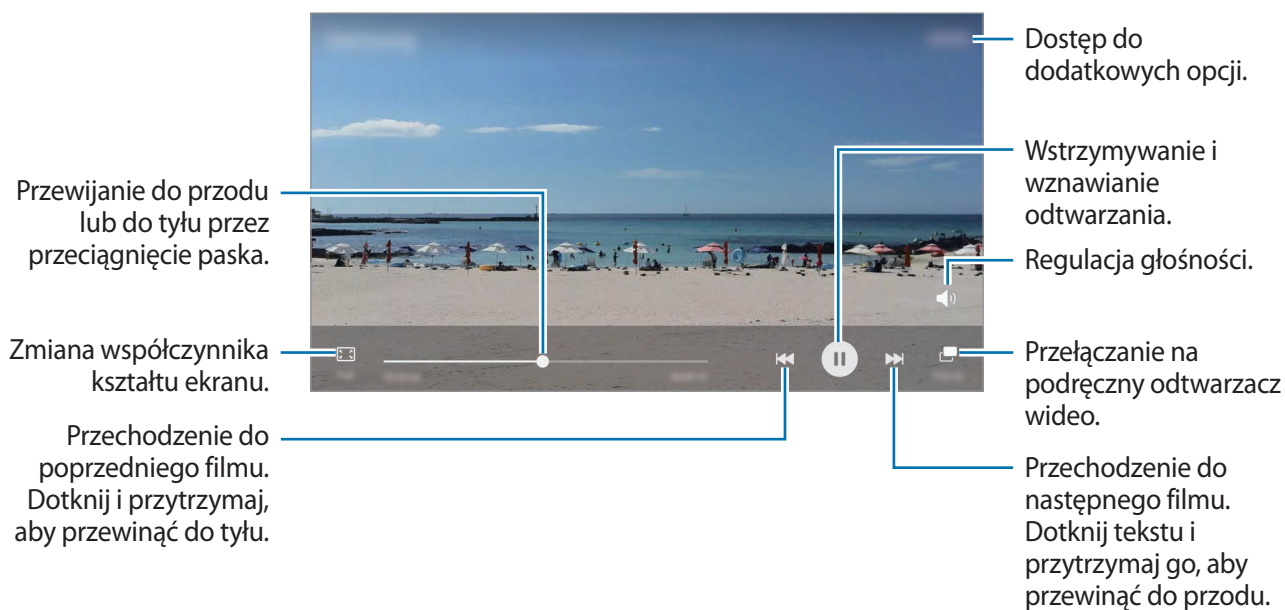 Dostęp do
dodatkowych opcji.
Wstrzymywanie i
wznawianie
odtwarzania.
Przewijanie do przodu
lub do tyłu przez
przeciągnięcie paska.
Regulacja głośności.
Zmiana współczynnika
kształtu ekranu.
Przełączanie na
podręczny odtwarzacz
wideo.
Przechodzenie do
poprzedniego filmu.
Dotknij i przytrzymaj,
aby przewinąć do tyłu.
Przechodzenie do
następnego filmu.
Dotknij tekstu i
przytrzymaj go, aby
przewinąć do przodu.